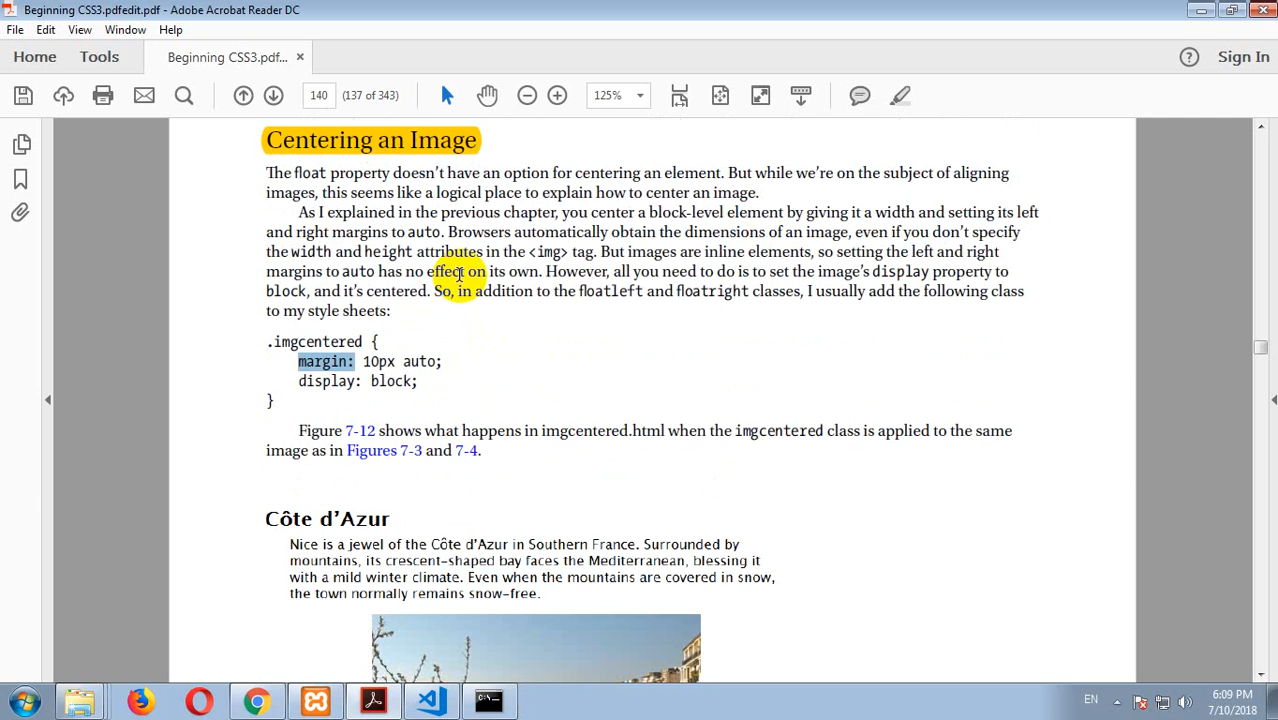 Beginning CSS3.pdfedit.pdf - Adobe Acrobat Reader DC
File Edit View Window Help
Home Tools Beginning CSS3.pdf... × ? Sign In
140 (137 of 343) 125%
Centering an Image
The float property doesn't have an option for centering an element. But while we're on the subject of aligning
images, this seems like a logical place to explain how to center an image.
As I explained in the previous chapter, you center a block-level element by giving it a width and setting its left
and right margins to auto. Browsers automatically obtain the dimensions of an image, even if you don't specify
the width and height attributes in the <img> tag. But images are inline elements, so setting the left and right
margins to auto has no effect on its own. However, all you need to do is to set the image's display property to
block, and it's centered. So, in addition to the floatleft and floatright classes, I usually add the following class
to my style sheets:
.imgcentered {
margin: 10px auto;
display: block;
}
Figure 7-12 shows what happens in imgcentered.html when the imgcentered class is applied to the same
image as in Figures 7-3 and 7-4.
Côte d'Azur
Nice is a jewel of the Côte d'Azur in Southern France. Surrounded by
mountains, its crescent-shaped bay faces the Mediterranean, blessing it
with a mild winter climate. Even when the mountains are covered in snow,
the town normally remains snow-free.
EN 6:09 PM
7/10/2018